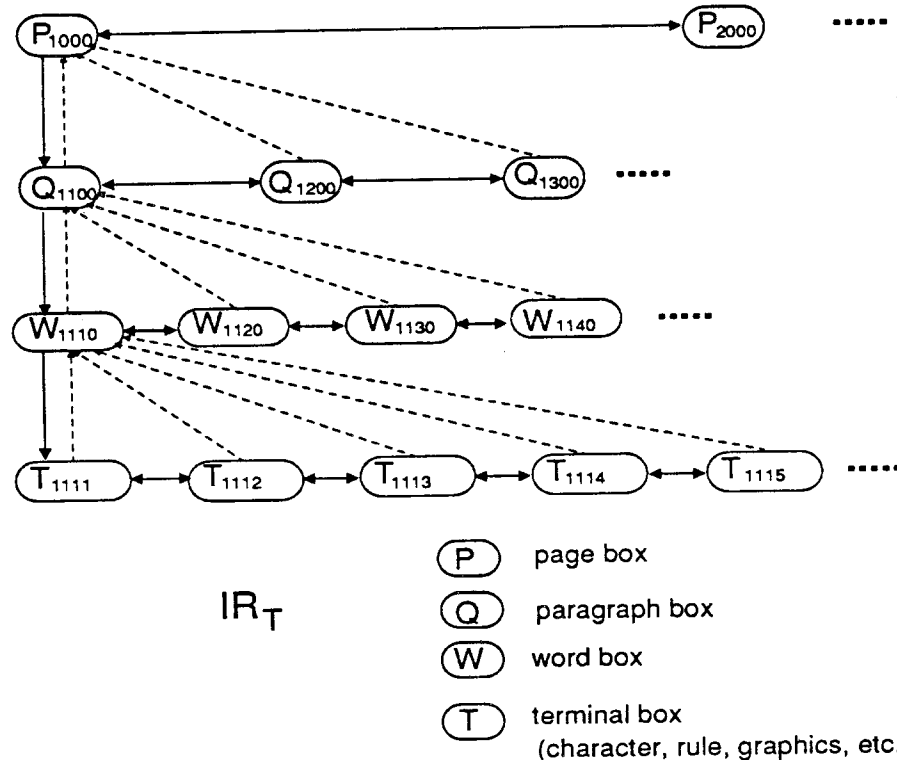 P1000 P2000 .....
Q1100 Q1200 Q1300 .....
W1110 W1120 W1130 W1140 .....
T1111 T1112 T1113 T1114 T1115 .....
P page box
IRT
Q paragraph box
W word box
T terminal box
(character, rule, graphics, etc.